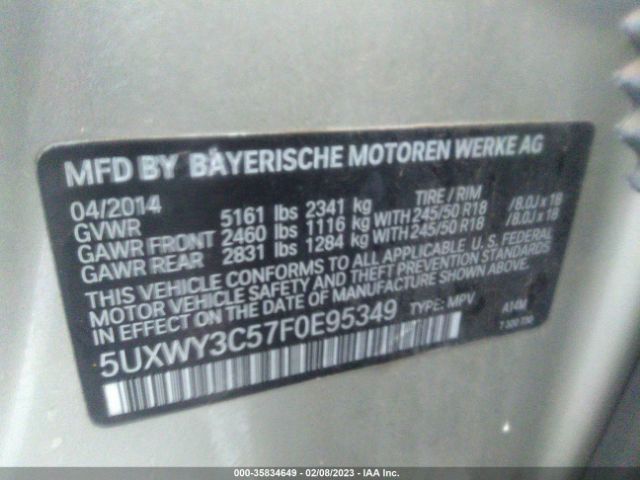 MFD BY BAYERISCHE MOTOREN WERKE AG
04/2014 TIRE / RIM
GVWR 5161 lbs 2341 kg
GAWR FRONT 2460 lbs 1116 kg WITH 245/50 R18 /8.0J x 18
GAWR REAR 2831 lbs 1284 kg WITH 245/50 R18 /8.0J x 18
THIS VEHICLE CONFORMS TO ALL APPLICABLE U.S. FEDERAL
MOTOR VEHICLE SAFETY AND THEFT PREVENTION STANDARDS
IN EFFECT ON THE DATE OF MANUFACTURE SHOWN ABOVE.
5UXWY3C57F0E95349 TYPE: MPV A14M
000-35834649 | 02/08/2023 | IAA Inc.